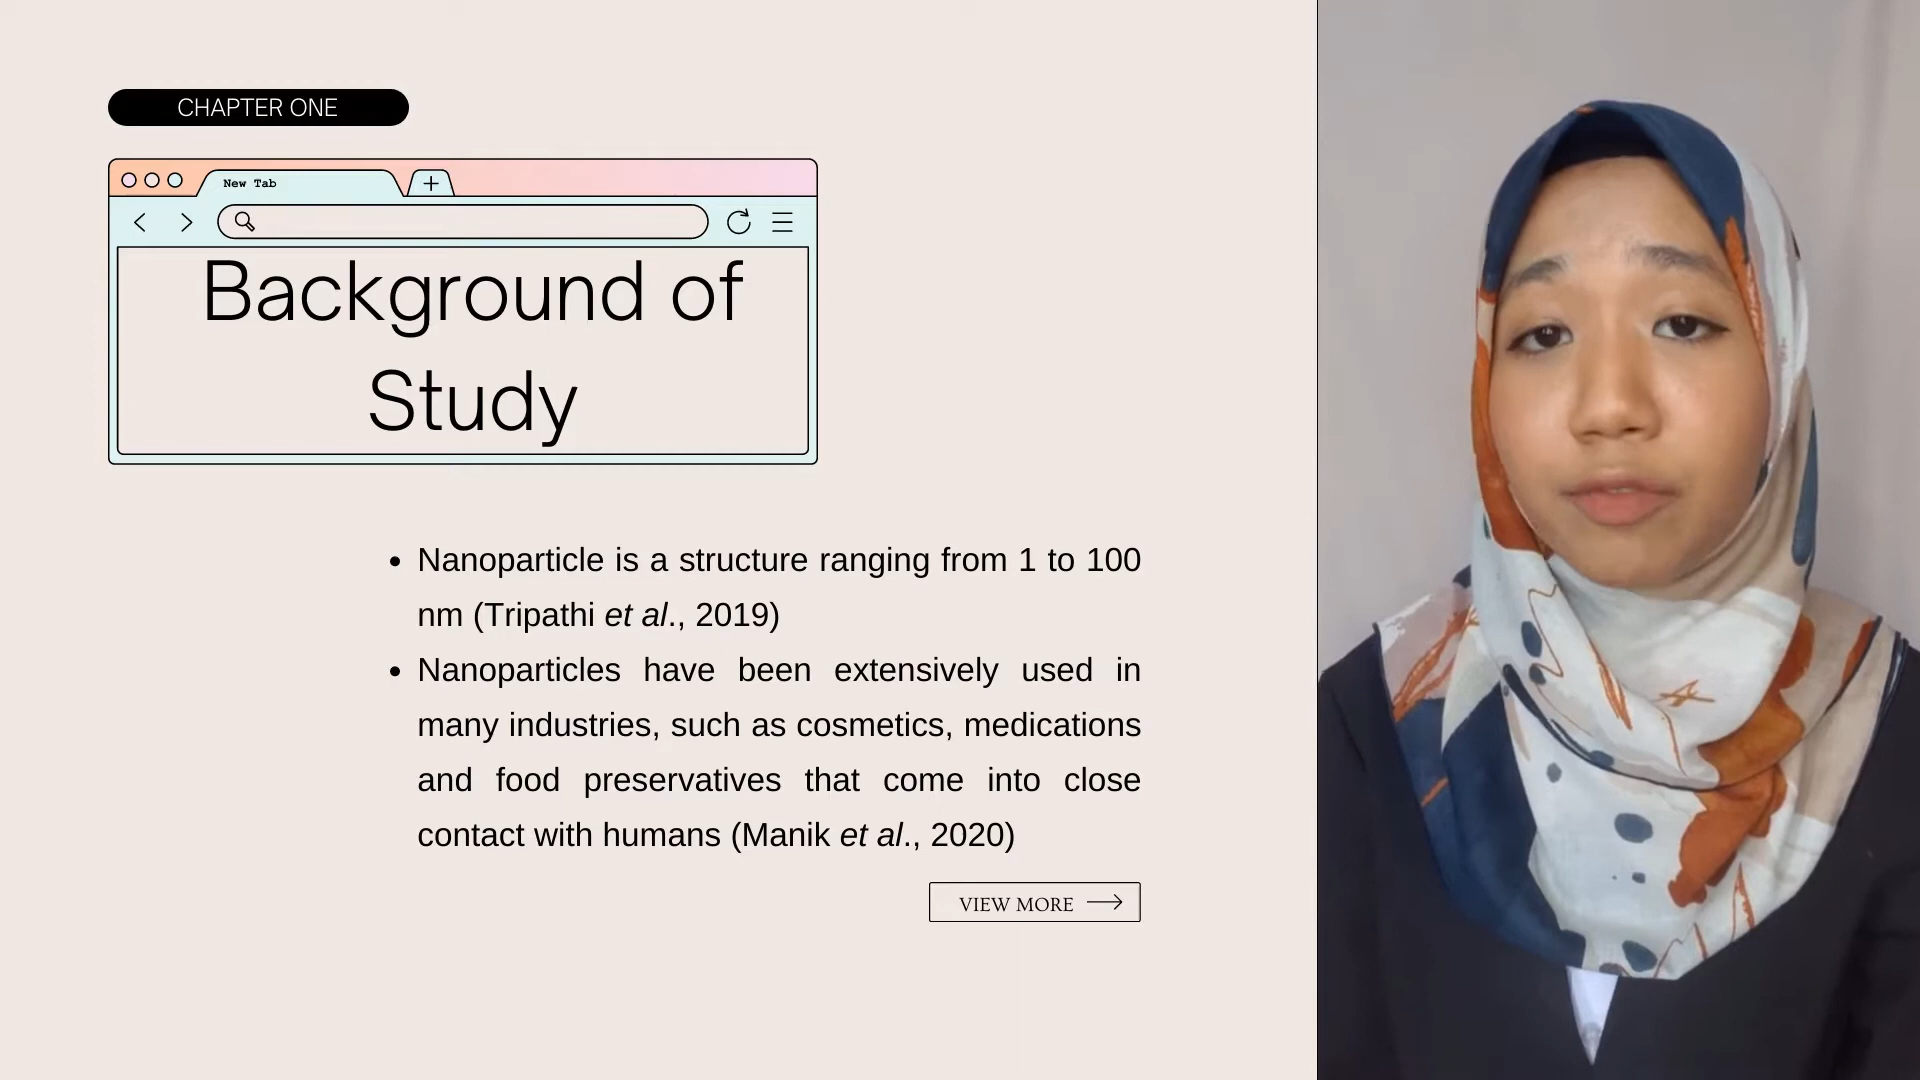 CHAPTER ONE
New Tab
Background of
Study
• Nanoparticle is a structure ranging from 1 to 100
nm (Tripathi et al., 2019)
• Nanoparticles have been extensively used in
many industries, such as cosmetics, medications
and food preservatives that come into close
contact with humans (Manik et al., 2020)
VIEW MORE